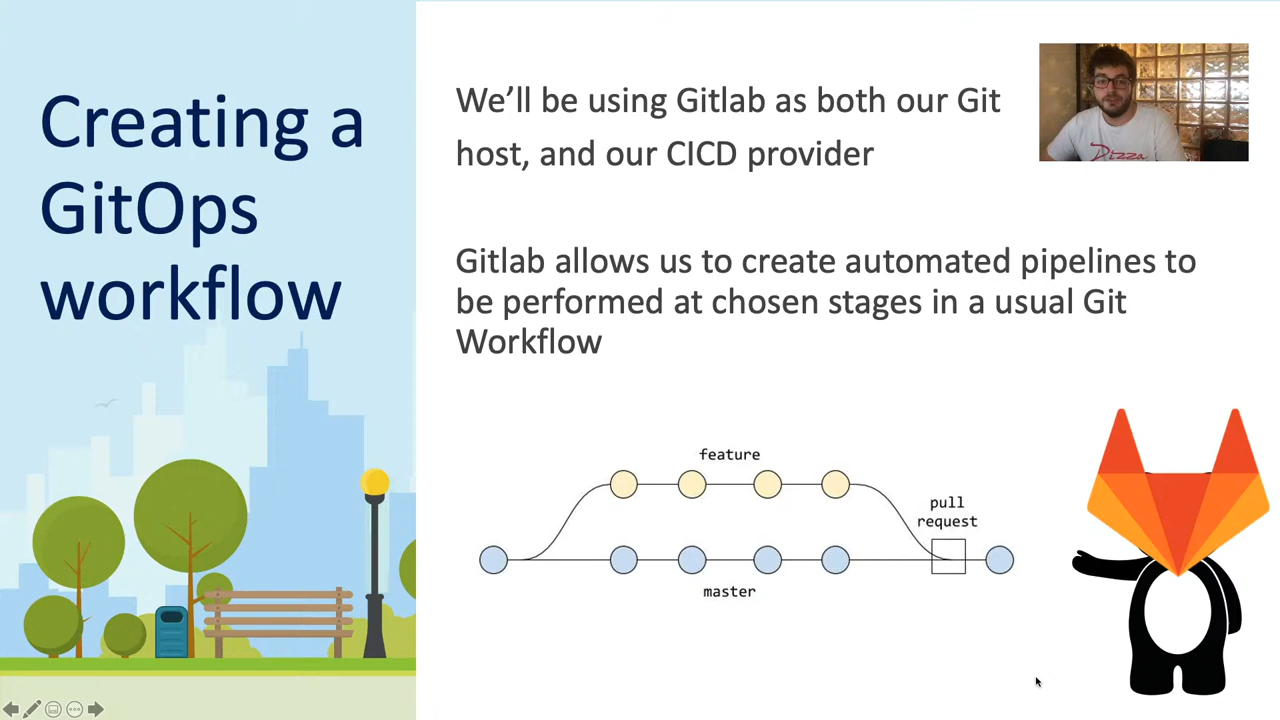 Creating a
GitOps
workflow
We’ll be using Gitlab as both our Git
host, and our CICD provider
Gitlab allows us to create automated pipelines to
be performed at chosen stages in a usual Git
Workflow
feature
pull
request
master
Pizza